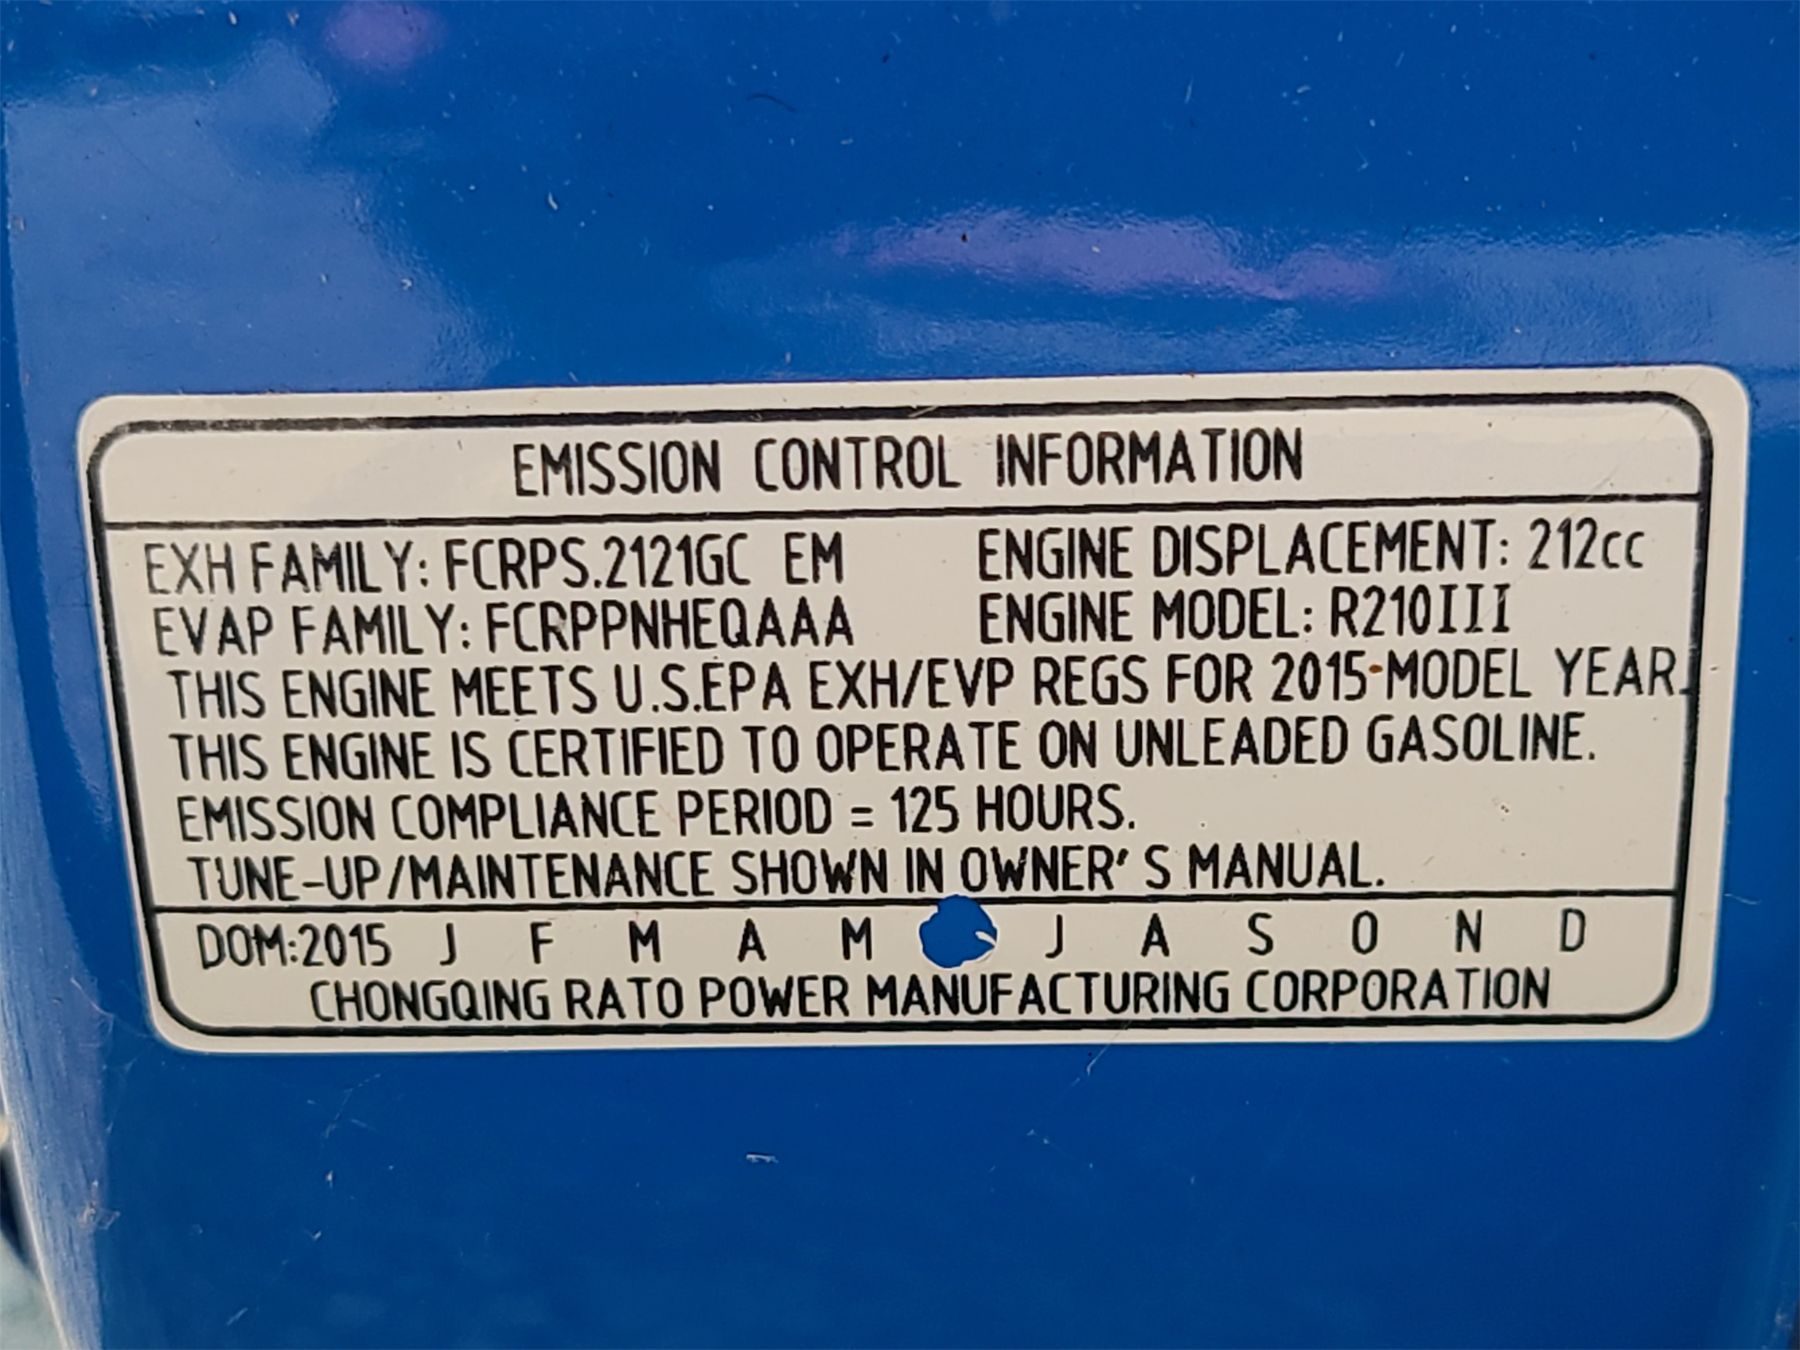 EMISSION CONTROL INFORMATION
EXH FAMILY: FCRPS.2121GC EM ENGINE DISPLACEMENT: 212cc
EVAP FAMILY: FCRPPNHEQAAA ENGINE MODEL: R210III
THIS ENGINE MEETS U.S.EPA EXH/EVP REGS FOR 2015 MODEL YEAR.
THIS ENGINE IS CERTIFIED TO OPERATE ON UNLEADED GASOLINE.
EMISSION COMPLIANCE PERIOD = 125 HOURS.
TUNE-UP/MAINTENANCE SHOWN IN OWNER'S MANUAL.
DOM:2015 J F M A M J A S O N D
CHONGQING RATO POWER MANUFACTURING CORPORATION